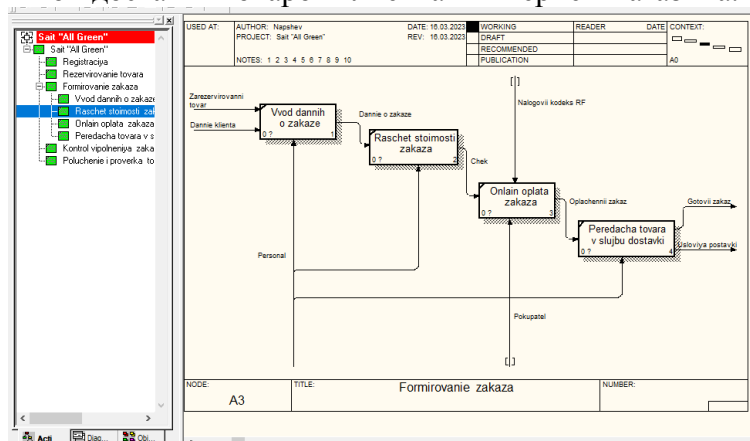 Sait "All Green"
Sait "All Green"
Registraciya
Rezervirovanie tovara
Formirovanie zakaza
Vvod dannih o zakaze
Raschet stoimosti zak
Onlain oplata zakaza
Peredacha tovara v s
Kontrol vipolneniya zaka
Poluchenie i proverka to
Acti
Diag...
Obj...
USED AT:
AUTHOR: Napshev
DATE: 16.03.2023
PROJECT: Sait "All Green"
REV: 16.03.2023
NOTES: 1 2 3 4 5 6 7 8 9 10
WORKING
DRAFT
RECOMMENDED
PUBLICATION
READER
DATE
CONTEXT:
A0
Zarezervirovanni
tovar
Dannie klienta
Vvod dannih
o zakaze
0 ?
1
Dannie o zakaze
Raschet stoimosti
zakaza
0 ?
2
Chek
Nalogovii kodeks RF
Onlain oplata
zakaza
0 ?
3
Oplachennii zakaz
Peredacha tovara
v slujbu dostavki
0 ?
4
Gotovii zakaz
Usloviya postavki
Personal
Pokupatel
NODE:
A3
TITLE:
Formirovanie zakaza
NUMBER: